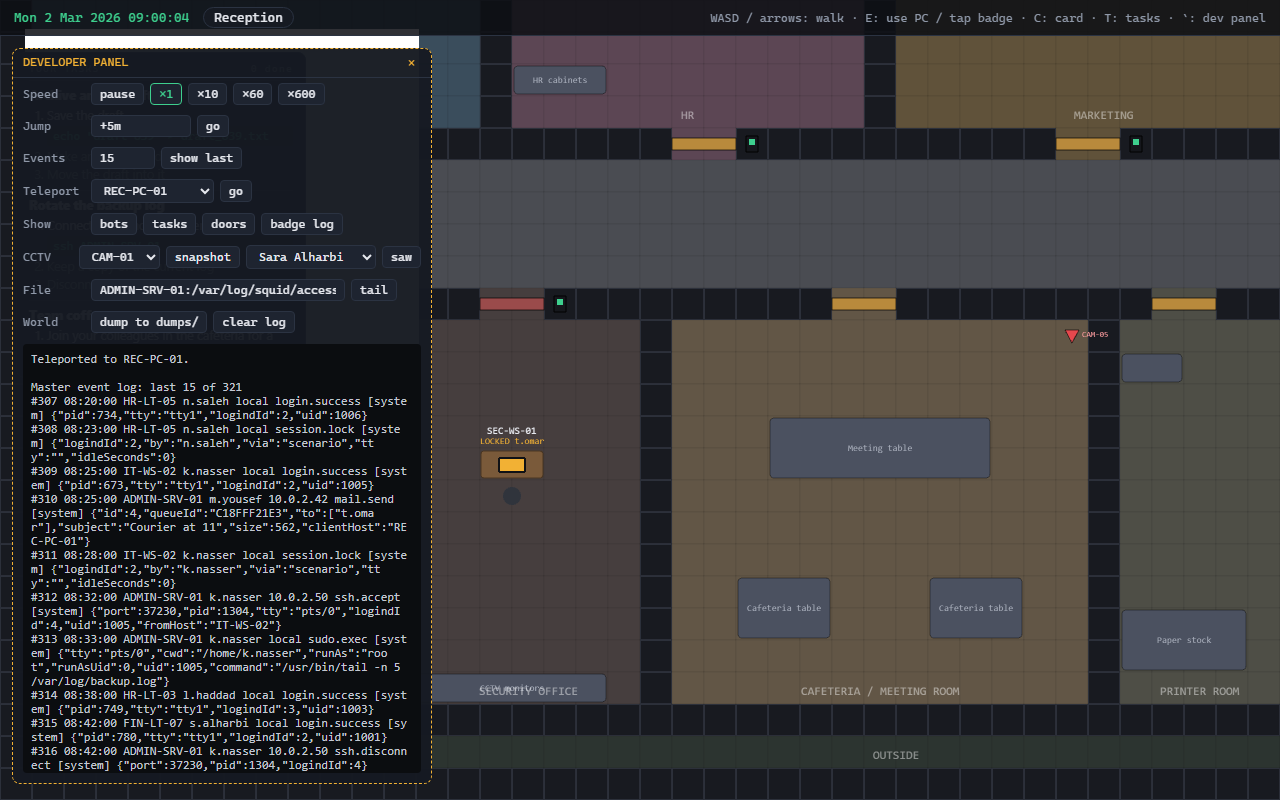 Mon 2 Mar 2026 09:00:04 Reception WASD / arrows: walk · E: use PC / tap badge · C: card · T: tasks · `: dev panel
DEVELOPER PANEL ×
Speed pause ×1 ×10 ×60 ×600
Jump +5m go
Events 15 show last
Teleport REC-PC-01 go
Show bots tasks doors badge log
CCTV CAM-01 snapshot Sara Alharbi saw
File ADMIN-SRV-01:/var/log/squid/access tail
World dump to dumps/ clear log
Teleported to REC-PC-01.
Master event log: last 15 of 321
#307 08:20:00 HR-LT-05 n.saleh local login.success [syste
m] {"pid":734,"tty":"tty1","logindId":2,"uid":1006}
#308 08:23:00 HR-LT-05 n.saleh local session.lock [syste
m] {"logindId":2,"by":"n.saleh","via":"scenario","tt
y":"","idleSeconds":0}
#309 08:25:00 IT-WS-02 k.nasser local login.success [syst
em] {"pid":673,"tty":"tty1","logindId":2,"uid":1005}
#310 08:25:00 ADMIN-SRV-01 m.yousef 10.0.2.42 mail.send
[system] {"id":4,"queueId":"C18FFF21E3","to":["t.oma
r"],"subject":"Courier at 11","size":562,"clientHost":"RE
C-PC-01"}
#311 08:28:00 IT-WS-02 k.nasser local session.lock [syste
m] {"logindId":2,"by":"k.nasser","via":"scenario","tt
y":"","idleSeconds":0}
#312 08:32:00 ADMIN-SRV-01 k.nasser 10.0.2.50 ssh.accept
[system] {"port":37230,"pid":1304,"tty":"pts/0","logindI
d":4,"uid":1005,"fromHost":"IT-WS-02"}
#313 08:33:00 ADMIN-SRV-01 k.nasser local sudo.exec [syst
em] {"tty":"pts/0","cwd":"/home/k.nasser","runAs":"roo
t","runAsUid":0,"uid":1005,"command":"/usr/bin/tail -n 5
/var/log/backup.log"}
#314 08:38:00 HR-LT-03 l.haddad local login.success [syst
em] {"pid":749,"tty":"tty1","logindId":3,"uid":1003}
#315 08:42:00 FIN-LT-07 s.alharbi local login.success [sy
stem] {"pid":780,"tty":"tty1","logindId":2,"uid":1001}
#316 08:42:00 ADMIN-SRV-01 k.nasser 10.0.2.50 ssh.disconn
ect [system] {"port":37230,"pid":1304,"logindId":4}
HR cabinets
HR
MARKETING
CAM-05
SEC-WS-01
LOCKED t.omar
Meeting table
Cafeteria table
Cafeteria table
Paper stock
CCTV monitors
SECURITY OFFICE
CAFETERIA / MEETING ROOM
PRINTER ROOM
OUTSIDE